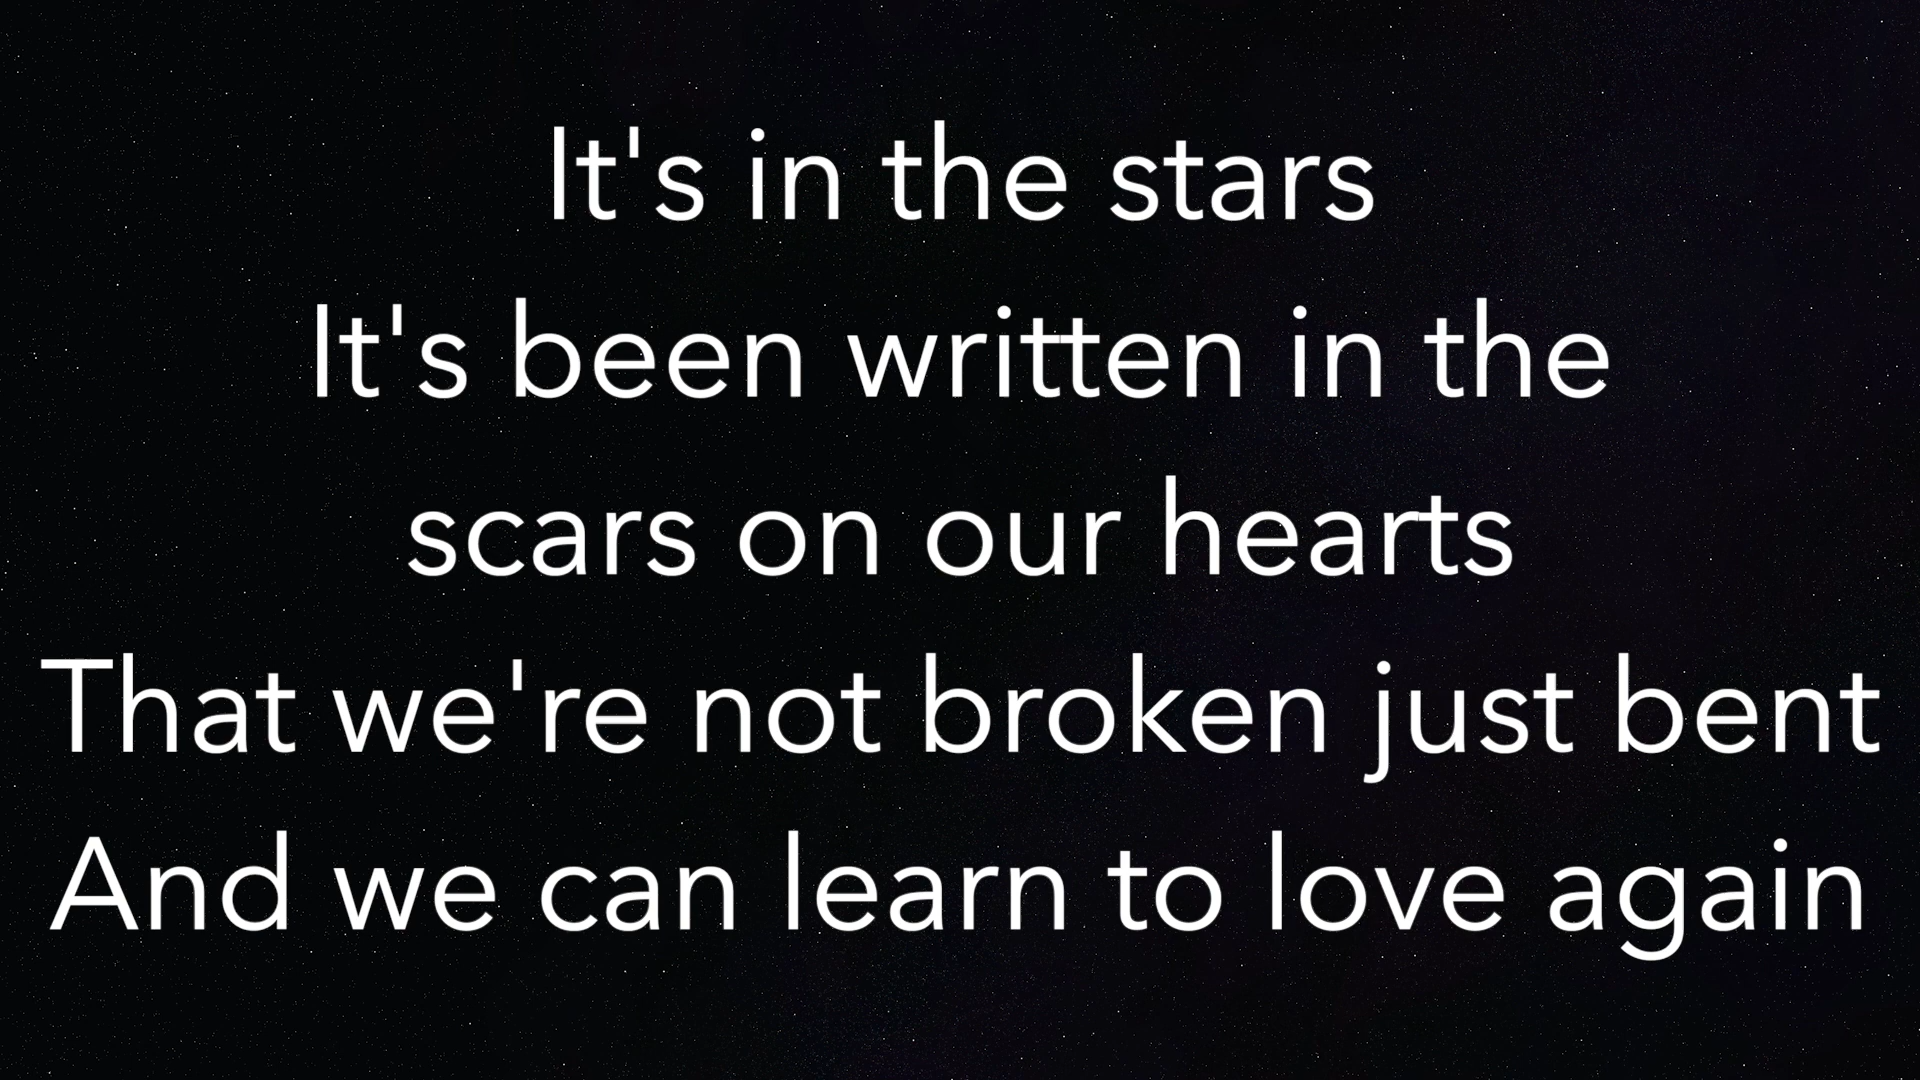 It's in the stars
It's been written in the
scars on our hearts
That we're not broken just bent
And we can learn to love again